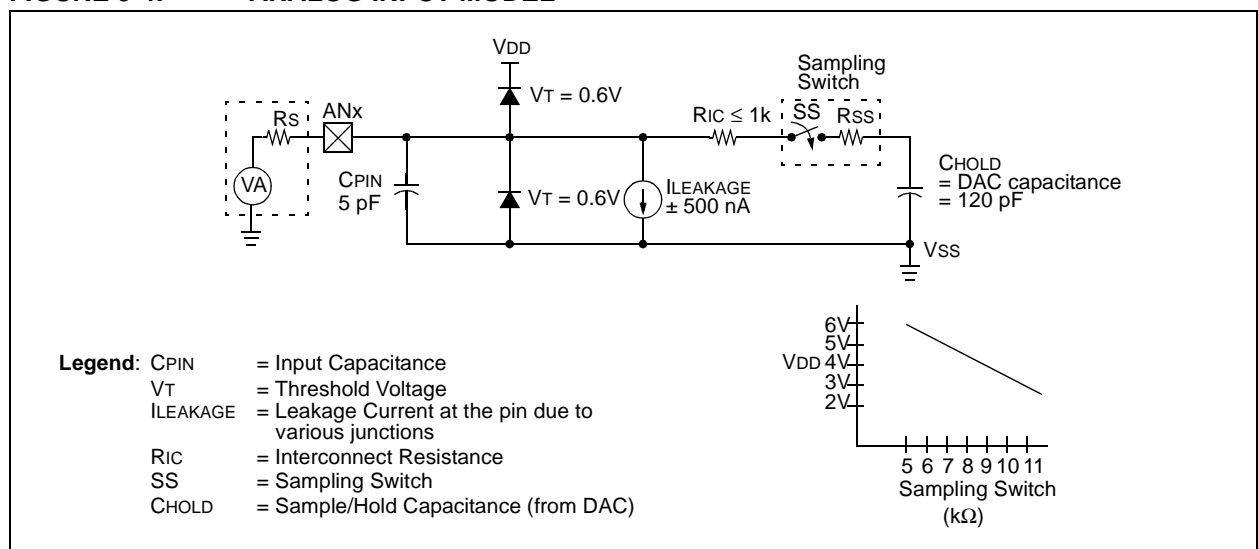 VDD
Sampling
Switch
VT = 0.6V
RS
ANx
RIC ≤ 1k
SS
RSS
VA
CPIN
5 pF
VT = 0.6V
ILEAKAGE
± 500 nA
CHOLD
= DAC capacitance
= 120 pF
VSS
Legend: CPIN = Input Capacitance
VT = Threshold Voltage
ILEAKAGE = Leakage Current at the pin due to
various junctions
RIC = Interconnect Resistance
SS = Sampling Switch
CHOLD = Sample/Hold Capacitance (from DAC)
6V
5V
VDD 4V
3V
2V
5 6 7 8 9 10 11
Sampling Switch
(kΩ)